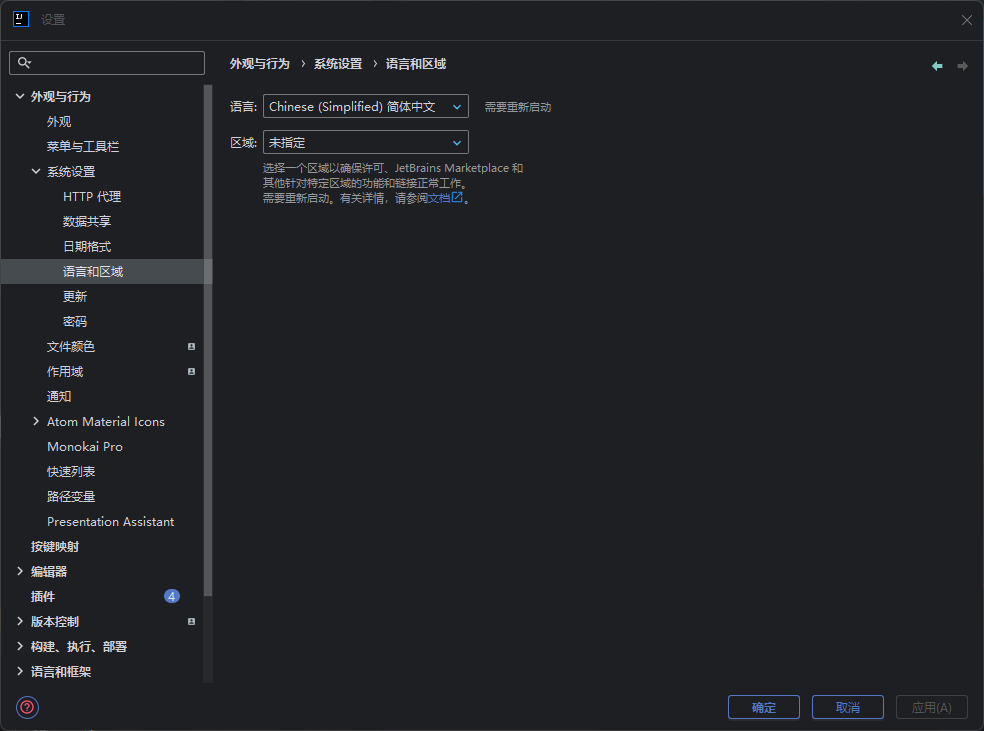 设置
外观与行为 › 系统设置 › 语言和区域
外观与行为
外观
菜单与工具栏
系统设置
HTTP 代理
数据共享
日期格式
语言和区域
更新
密码
文件颜色
作用域
通知
Atom Material Icons
Monokai Pro
快速列表
路径变量
Presentation Assistant
按键映射
编辑器
插件 4
版本控制
构建、执行、部署
语言和框架
语言: Chinese (Simplified) 简体中文 需要重新启动
区域: 未指定
选择一个区域以确保许可、JetBrains Marketplace 和
其他针对特定区域的功能和链接正常工作。
需要重新启动。有关详情，请参阅文档。
确定 取消 应用(A)